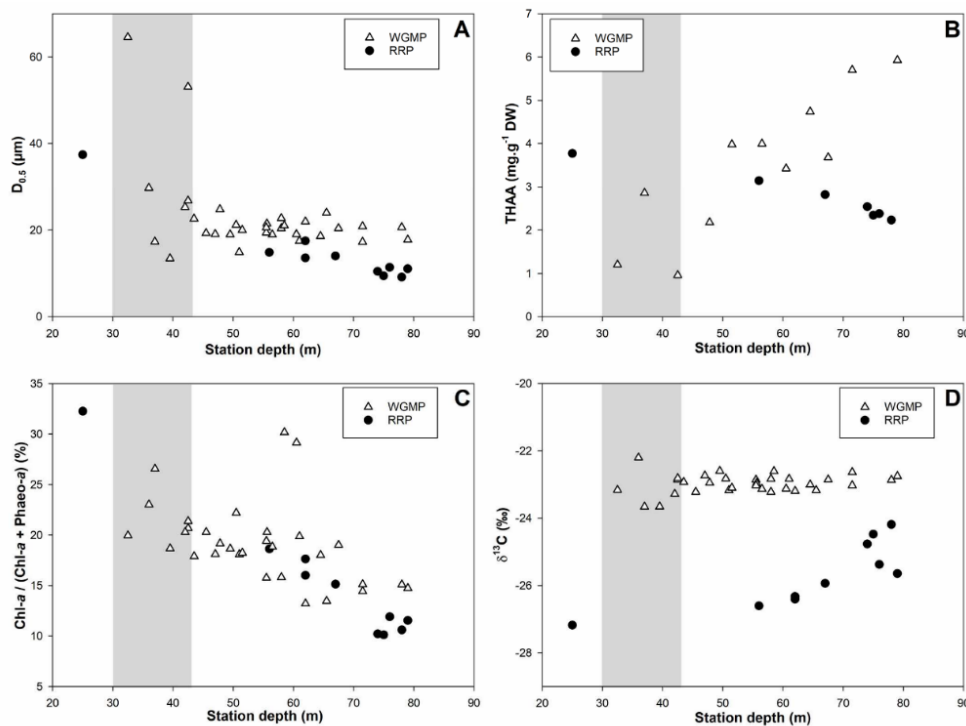 A
WGMP
RRP
60
40
20
0
D0.5 (µm)
20 30 40 50 60 70 80 90
Station depth (m)
B
WGMP
RRP
7
6
5
4
3
2
1
0
THAA (mg.g-1 DW)
20 30 40 50 60 70 80 90
Station depth (m)
C
WGMP
RRP
35
30
25
20
15
10
5
Chl-a / (Chl-a + Phaeo-a) (%)
20 30 40 50 60 70 80 90
Station depth (m)
D
WGMP
RRP
-20
-22
-24
-26
-28
δ13C (‰)
20 30 40 50 60 70 80 90
Station depth (m)